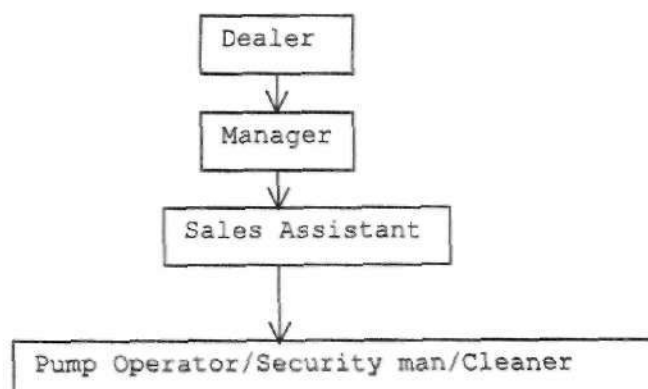 Dealer
Manager
Sales Assistant
Pump Operator/Security man/Cleaner